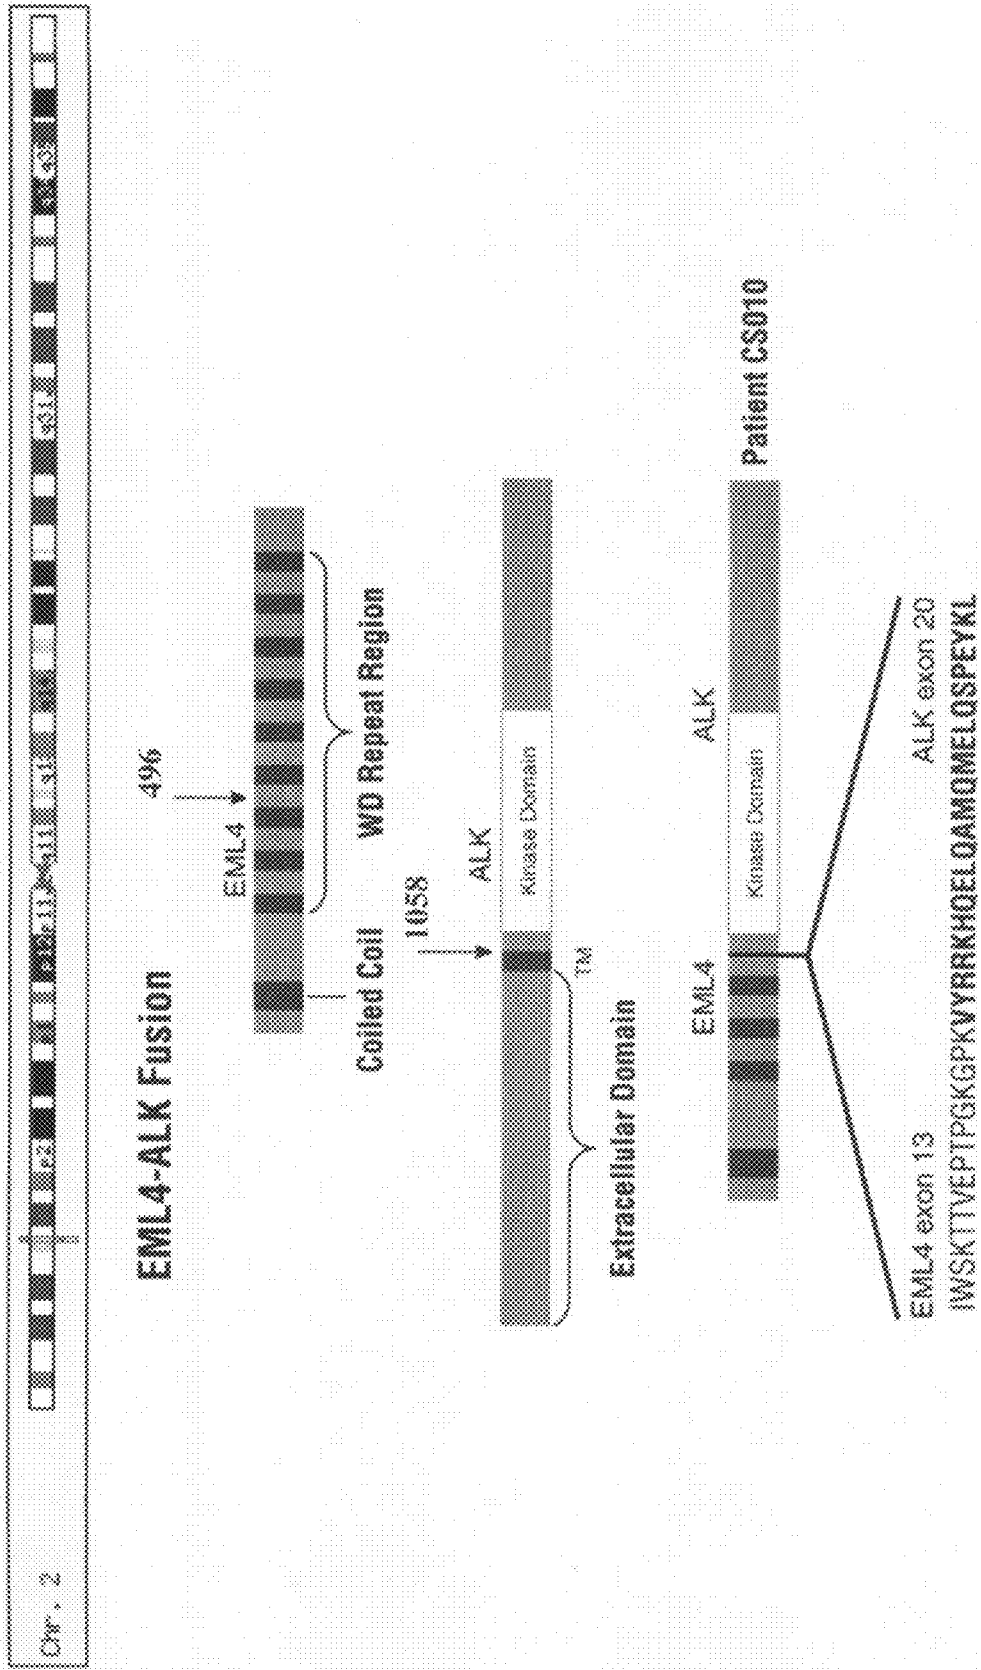 Chr. 2
EML4-ALK Fusion
496
EML4
Coiled Coil
WD Repeat Region
1058
ALK
Kinase Domain
TM
Extracellular Domain
EML4
ALK
Kinase Domain
Patient CS010
EML4 exon 13
ALK exon 20
IWSKTTVEPTPGKGPKVYRRKHQELQAMQMELQSPEYKL